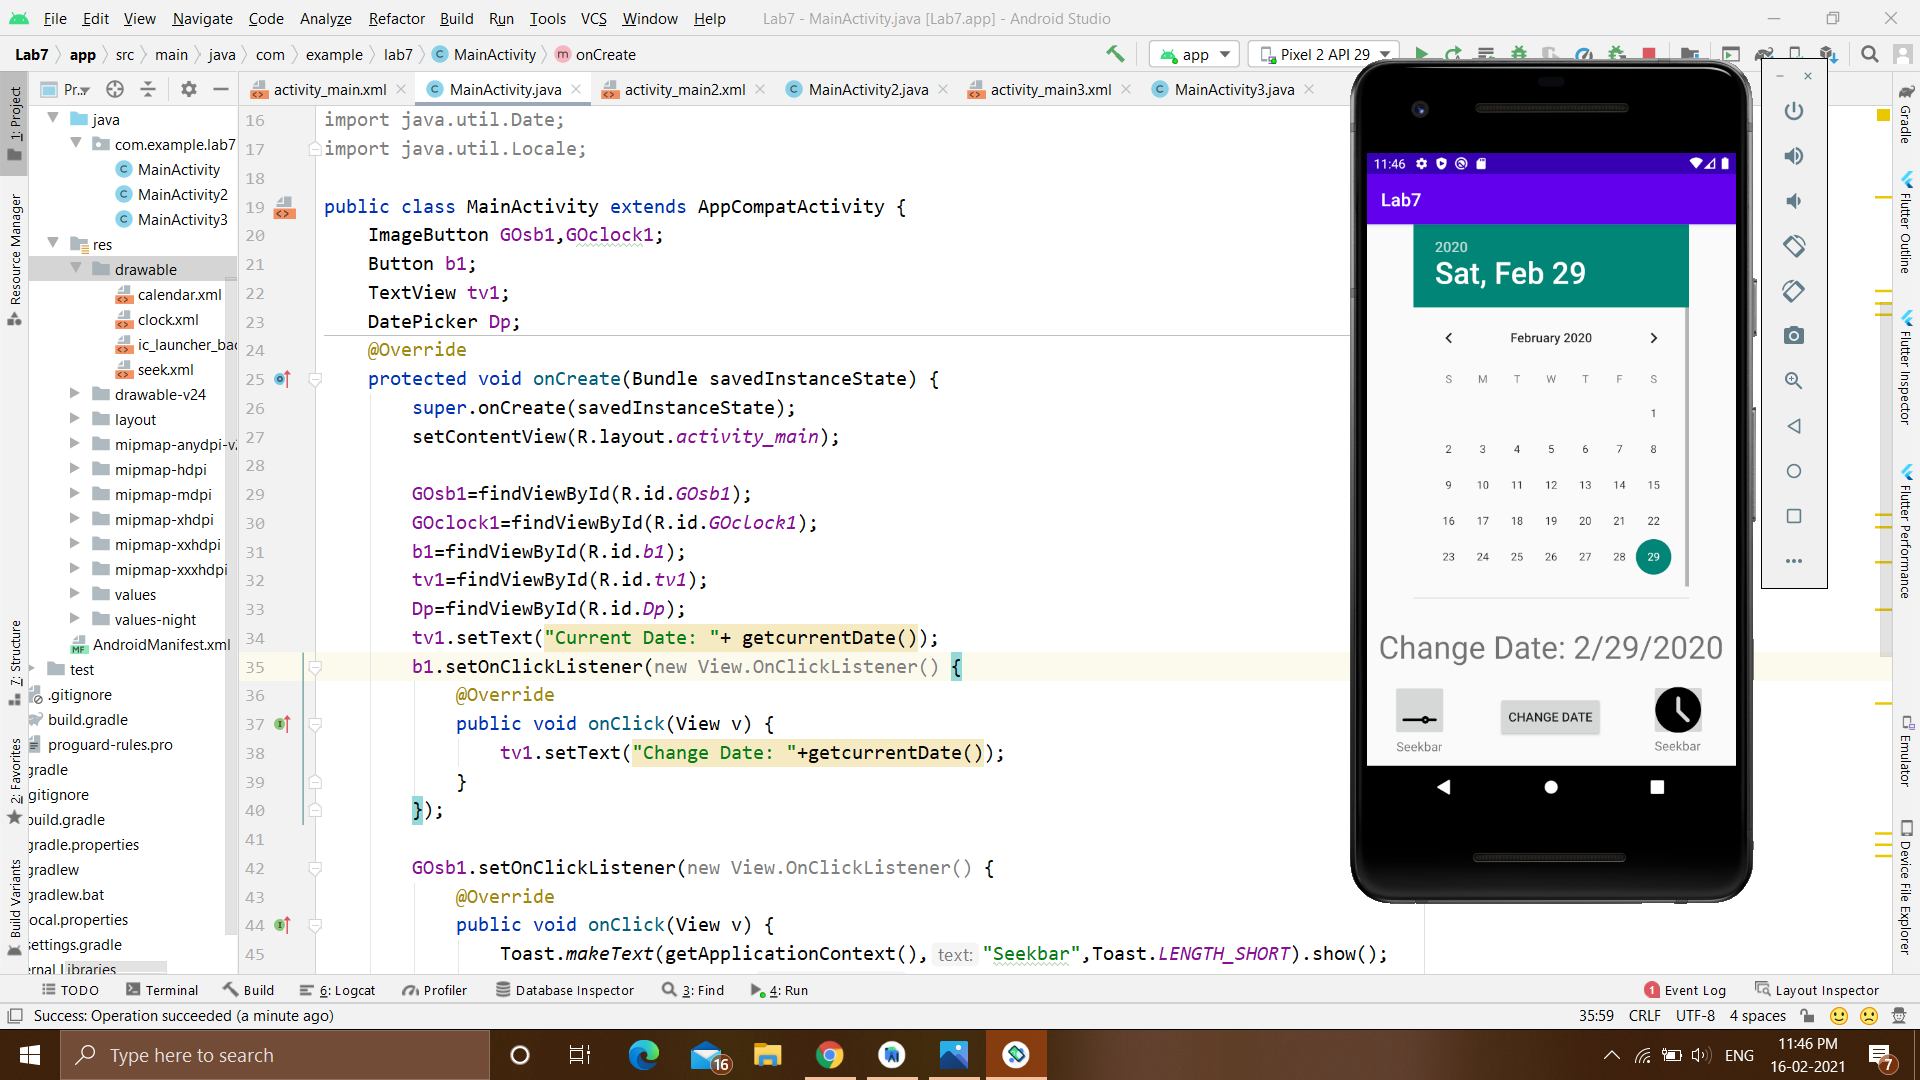 File Edit View Navigate Code Analyze Refactor Build Run Tools VCS Window Help Lab7 - MainActivity.java [Lab7.app] - Android Studio
Lab7 app src main java com example lab7 MainActivity onCreate app Pixel 2 API 29
Pr... activity_main.xml MainActivity.java activity_main2.xml MainActivity2.java activity_main3.xml MainActivity3.java
1: Project
Resource Manager
7: Structure
2: Favorites
Build Variants
java
com.example.lab7
MainActivity
MainActivity2
MainActivity3
res
drawable
calendar.xml
clock.xml
ic_launcher_bac
seek.xml
drawable-v24
layout
mipmap-anydpi-v
mipmap-hdpi
mipmap-mdpi
mipmap-xhdpi
mipmap-xxhdpi
mipmap-xxxhdpi
values
values-night
AndroidManifest.xml
test
.gitignore
build.gradle
proguard-rules.pro
gradle
gitignore
build.gradle
gradle.properties
gradlew
gradlew.bat
ocal.properties
settings.gradle
ernal Libraries
16 import java.util.Date;
17 import java.util.Locale;
18
19 public class MainActivity extends AppCompatActivity {
20 ImageButton GOsb1,GOclock1;
21 Button b1;
22 TextView tv1;
23 DatePicker Dp;
24 @Override
25 protected void onCreate(Bundle savedInstanceState) {
26 super.onCreate(savedInstanceState);
27 setContentView(R.layout.activity_main);
28
29 GOsb1=findViewById(R.id.GOsb1);
30 GOclock1=findViewById(R.id.GOclock1);
31 b1=findViewById(R.id.b1);
32 tv1=findViewById(R.id.tv1);
33 Dp=findViewById(R.id.Dp);
34 tv1.setText("Current Date: "+ getcurrentDate());
35 b1.setOnClickListener(new View.OnClickListener() {
36 @Override
37 public void onClick(View v) {
38 tv1.setText("Change Date: "+getcurrentDate());
39 }
40 });
41
42 GOsb1.setOnClickListener(new View.OnClickListener() {
43 @Override
44 public void onClick(View v) {
45 Toast.makeText(getApplicationContext(), text: "Seekbar",Toast.LENGTH_SHORT).show();
11:46
Lab7
2020
Sat, Feb 29
February 2020
S M T W T F S
1
2 3 4 5 6 7 8
9 10 11 12 13 14 15
16 17 18 19 20 21 22
23 24 25 26 27 28 29
Change Date: 2/29/2020
CHANGE DATE
Seekbar Seekbar
Gradle
Flutter Outline
Flutter Inspector
Flutter Performance
Emulator
Device File Explorer
TODO Terminal Build 6: Logcat Profiler Database Inspector 3: Find 4: Run 1 Event Log Layout Inspector
Success: Operation succeeded (a minute ago) 35:59 CRLF UTF-8 4 spaces
Type here to search 16 ENG 11:46 PM
16-02-2021 7